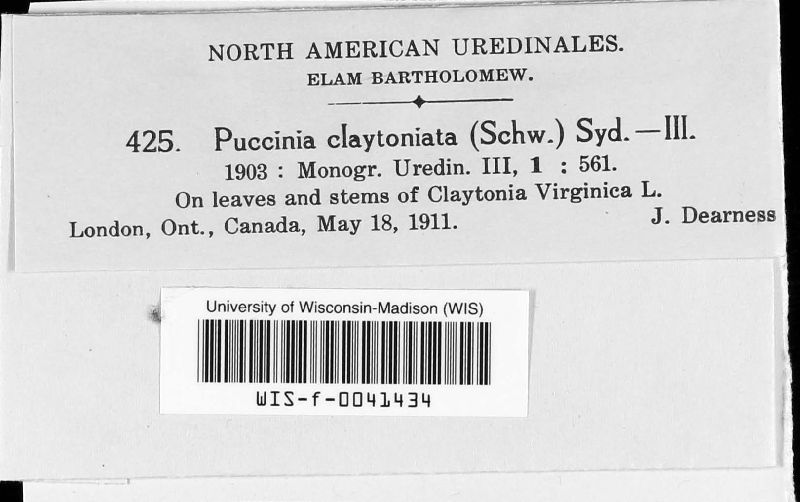 NORTH AMERICAN UREDINALES.
ELAM BARTHOLOMEW.
425. Puccinia claytoniata (Schw.) Syd.—III.
1903 : Monogr. Uredin. III, 1 : 561.
On leaves and stems of Claytonia Virginica L.
London, Ont., Canada, May 18, 1911. J. Dearness
University of Wisconsin-Madison (WIS)
WIS-f-0041434